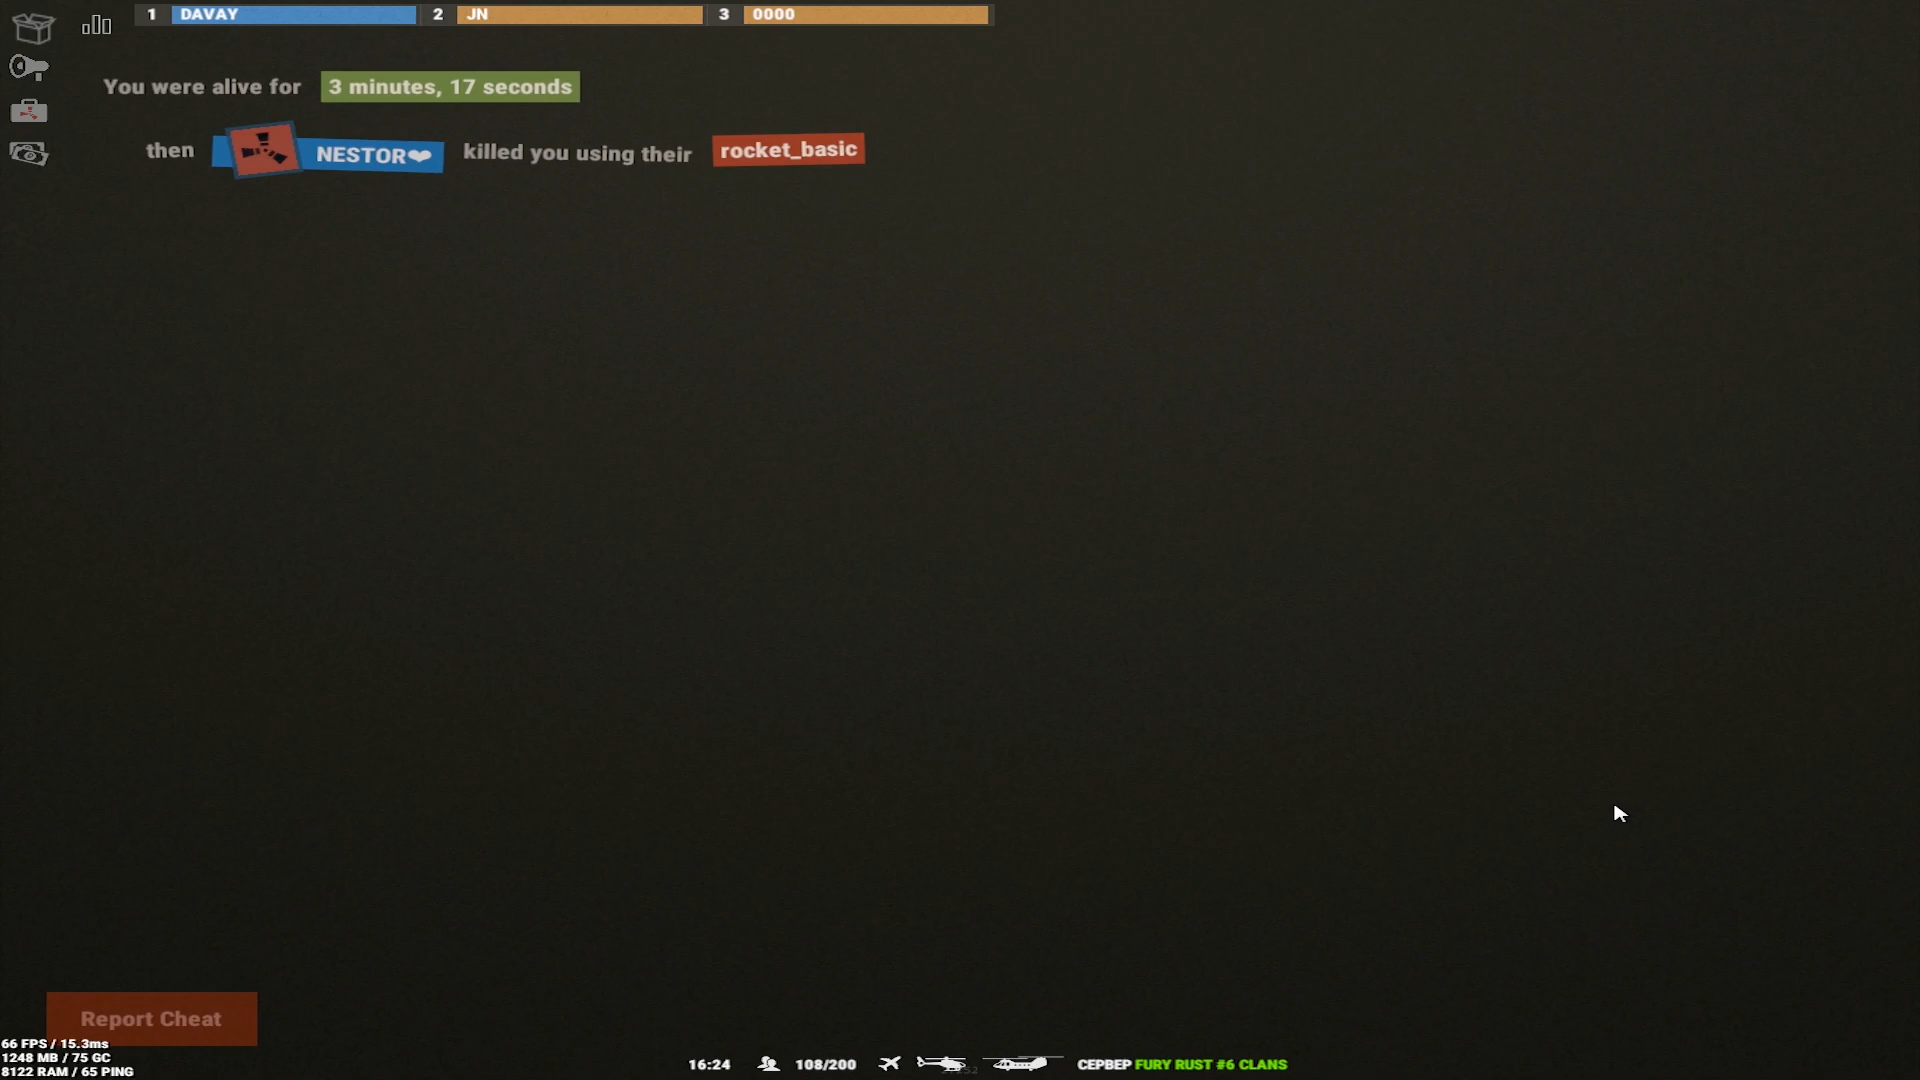 1 DAVAY 2 JN 3 0000
You were alive for 3 minutes, 17 seconds
then NESTOR❤ killed you using their rocket_basic
Report Cheat
66 FPS / 15.3ms
1248 MB / 75 GC
8122 RAM / 65 PING
16:24 108/200 СЕРВЕР FURY RUST #6 CLANS